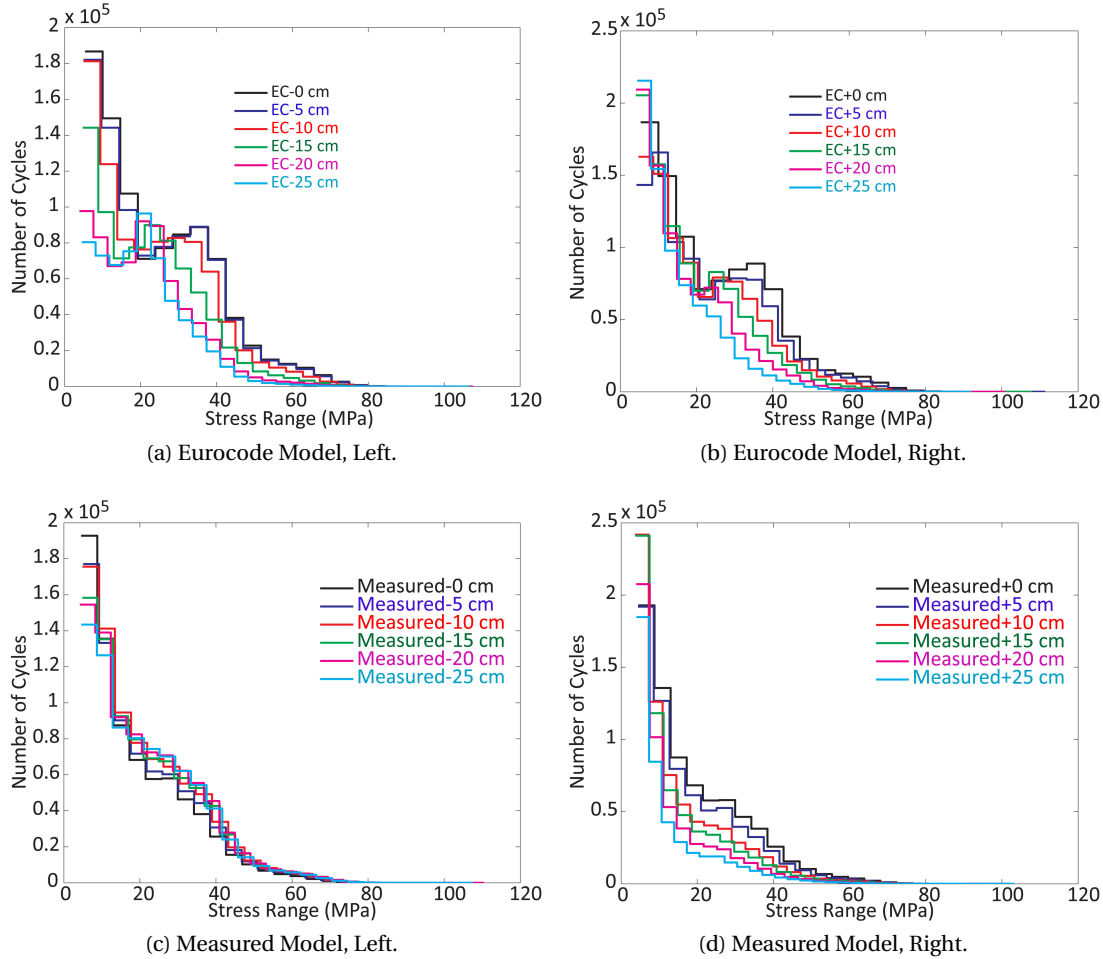 2 x 10⁵
1.8
1.6
1.4
1.2
1
0.8
0.6
0.4
0.2
0
Number of Cycles
EC-0 cm
EC-5 cm
EC-10 cm
EC-15 cm
EC-20 cm
EC-25 cm
0 20 40 60 80 100 120
Stress Range (MPa)
(a) Eurocode Model, Left.
2.5 x 10⁵
2
1.5
1
0.5
0
Number of Cycles
EC+0 cm
EC+5 cm
EC+10 cm
EC+15 cm
EC+20 cm
EC+25 cm
0 20 40 60 80 100 120
Stress Range (MPa)
(b) Eurocode Model, Right.
2 x 10⁵
1.8
1.6
1.4
1.2
1
0.8
0.6
0.4
0.2
0
Number of Cycles
Measured-0 cm
Measured-5 cm
Measured-10 cm
Measured-15 cm
Measured-20 cm
Measured-25 cm
0 20 40 60 80 100 120
Stress Range (MPa)
(c) Measured Model, Left.
2.5 x 10⁵
2
1.5
1
0.5
0
Number of Cycles
Measured+0 cm
Measured+5 cm
Measured+10 cm
Measured+15 cm
Measured+20 cm
Measured+25 cm
0 20 40 60 80 100 120
Stress Range (MPa)
(d) Measured Model, Right.